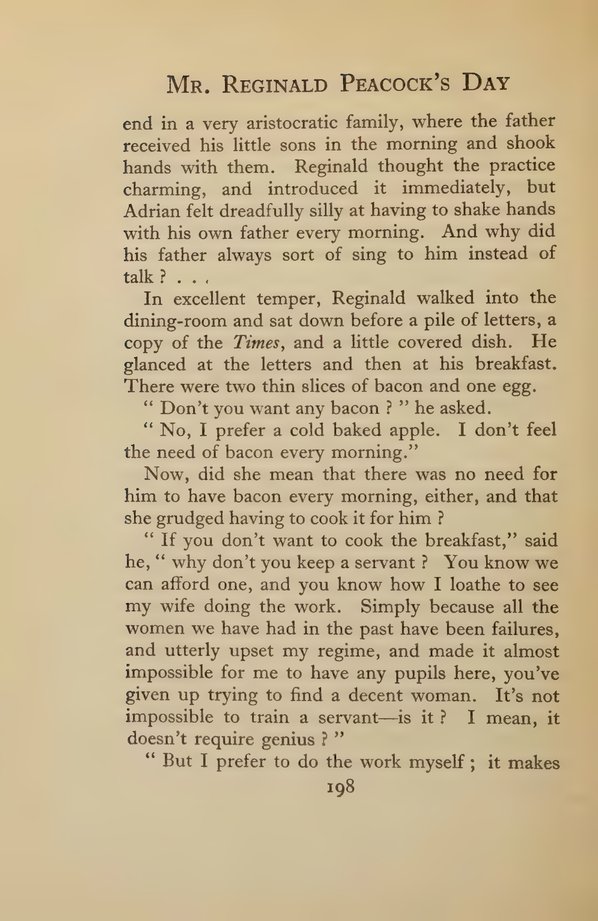 Mr. Reginald Peacock's Day
end in a very aristocratic family, where the father
received his little sons in the morning and shook
hands with them. Reginald thought the practice
charming, and introduced it immediately, but
Adrian felt dreadfully silly at having to shake hands
with his own father every morning. And why did
his father always sort of sing to him instead of
talk ? . . .
In excellent temper, Reginald walked into the
dining-room and sat down before a pile of letters, a
copy of the Times, and a little covered dish. He
glanced at the letters and then at his breakfast.
There were two thin slices of bacon and one egg.
“ Don't you want any bacon ? ” he asked.
“ No, I prefer a cold baked apple. I don't feel
the need of bacon every morning.”
Now, did she mean that there was no need for
him to have bacon every morning, either, and that
she grudged having to cook it for him ?
“ If you don't want to cook the breakfast,” said
he, “ why don't you keep a servant ? You know we
can afford one, and you know how I loathe to see
my wife doing the work. Simply because all the
women we have had in the past have been failures,
and utterly upset my regime, and made it almost
impossible for me to have any pupils here, you've
given up trying to find a decent woman. It's not
impossible to train a servant—is it ? I mean, it
doesn't require genius ? ”
“ But I prefer to do the work myself ; it makes
198